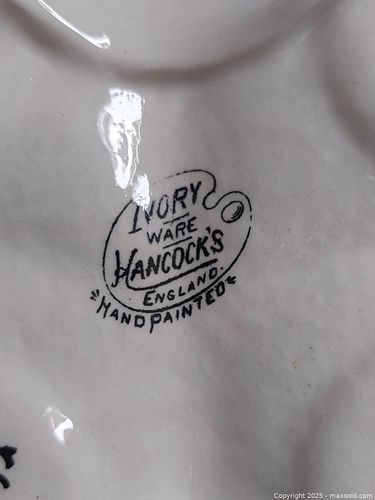 IVORY
WARE
HANCOCK'S
ENGLAND.
"HAND PAINTED"
Copyright © 2025 - maxsold.com